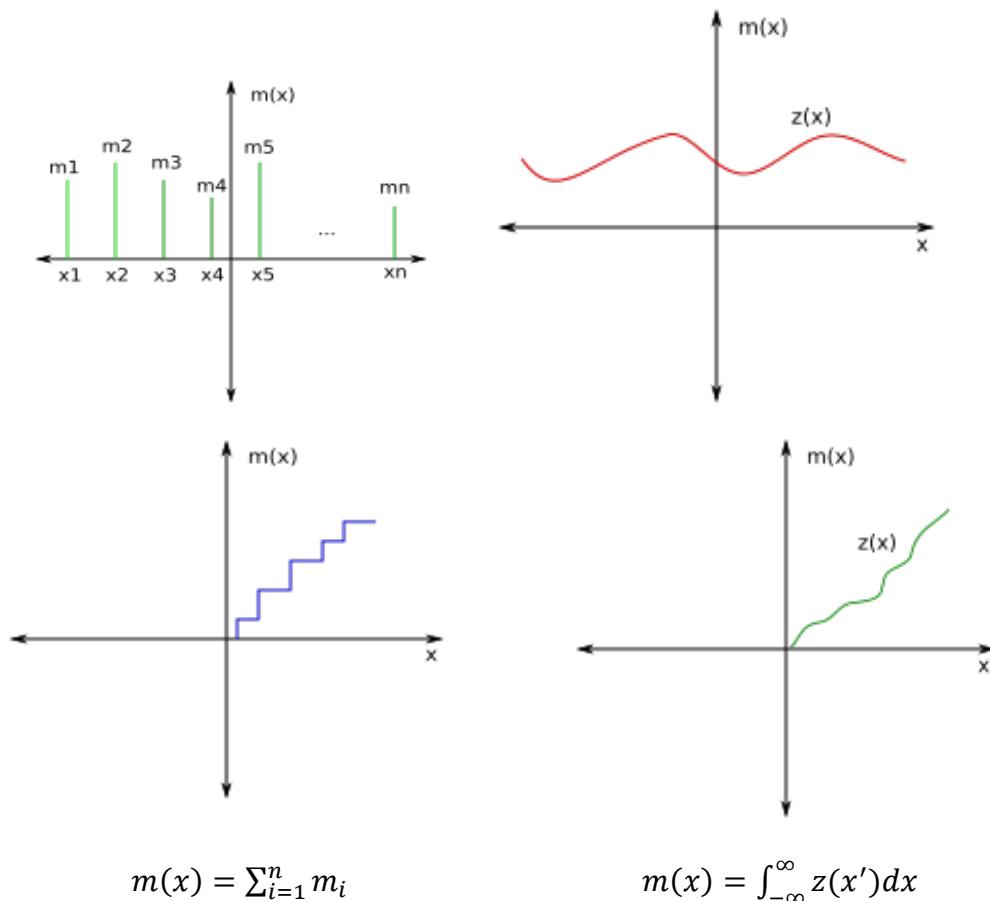 m(x)
m1
m2
m3
m4
m5
...
mn
x1 x2 x3 x4 x5 xn
m(x)
z(x)
x
m(x)
x
m(x)
z(x)
x
m(x) = ∑_{i=1}^{n} m_i
m(x) = ∫_{-∞}^{∞} z(x′)dx